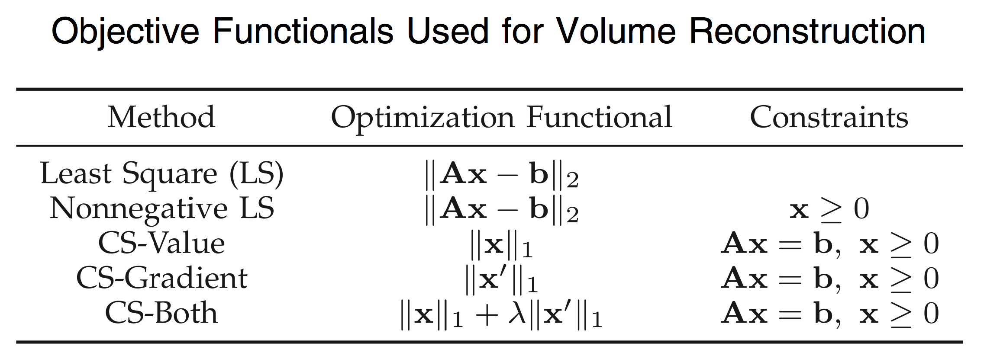 Objective Functionals Used for Volume Reconstruction
Method Optimization Functional Constraints
Least Square (LS) ‖Ax − b‖₂
Nonnegative LS ‖Ax − b‖₂ x ≥ 0
CS-Value ‖x‖₁ Ax = b, x ≥ 0
CS-Gradient ‖x′‖₁ Ax = b, x ≥ 0
CS-Both ‖x‖₁ + λ‖x′‖₁ Ax = b, x ≥ 0